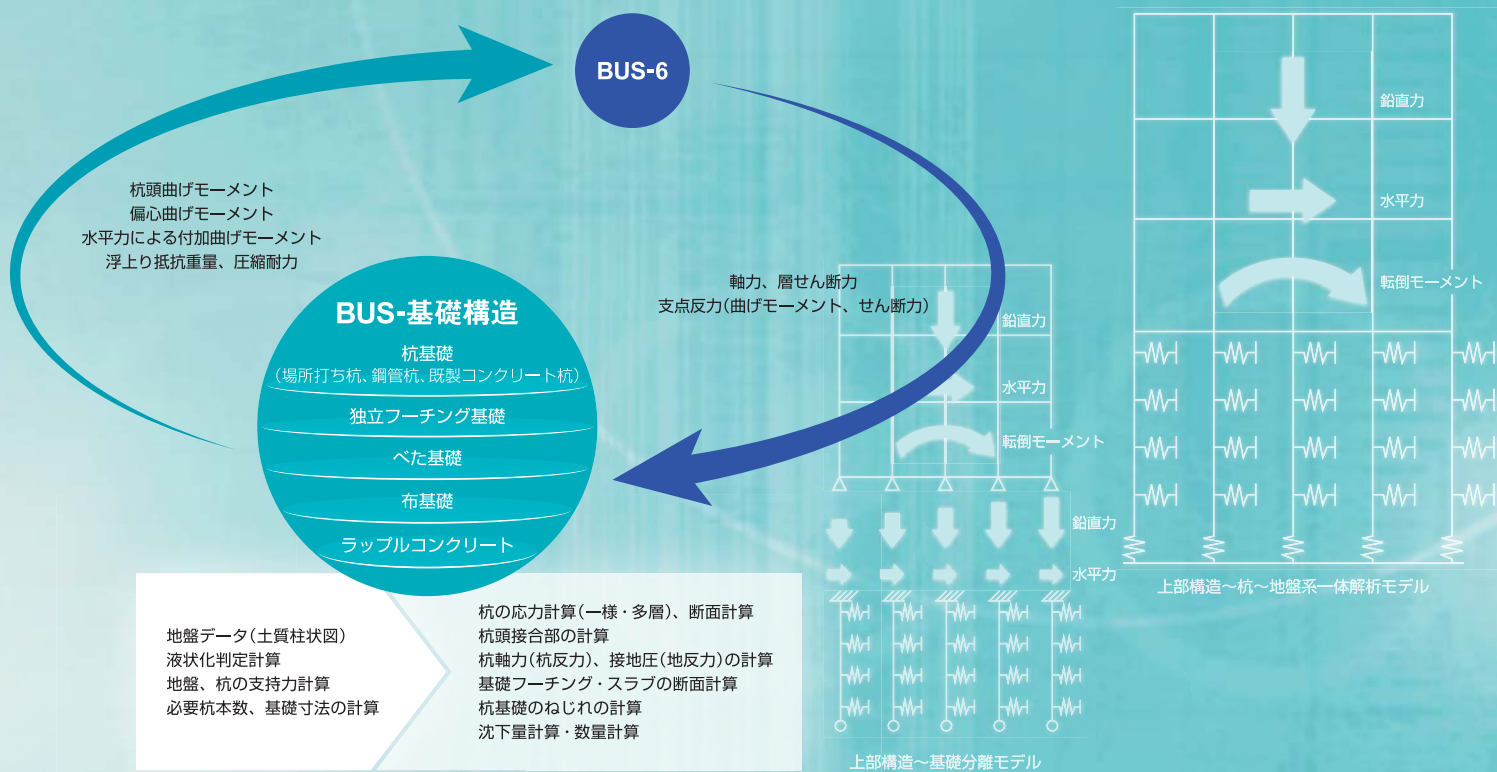 BUS-6
杭頭曲げモーメント
偏心曲げモーメント
水平力による付加曲げモーメント
浮上り抵抗重量、圧縮耐力
軸力、層せん断力
支点反力(曲げモーメント、せん断力)
BUS-基礎構造
杭基礎
(場所打ち杭、鋼管杭、既製コンクリート杭)
独立フーチング基礎
べた基礎
布基礎
ラップルコンクリート
地盤データ(土質柱状図)
液状化判定計算
地盤、杭の支持力計算
必要杭本数、基礎寸法の計算
杭の応力計算(一様・多層)、断面計算
杭頭接合部の計算
杭軸力(杭反力)、接地圧(地反力)の計算
基礎フーチング・スラブの断面計算
杭基礎のねじれの計算
沈下量計算・数量計算
鉛直力
水平力
転倒モーメント
鉛直力
水平力
上部構造～基礎分離モデル
鉛直力
水平力
転倒モーメント
上部構造～杭～地盤系一体解析モデル